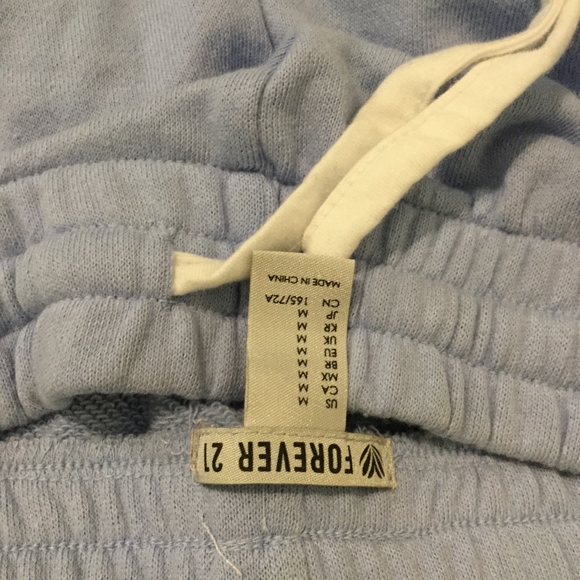 FOREVER 21
US M
CA M
MX M
BR M
EU M
UK M
KR M
JP M
CN 165/72A
MADE IN CHINA